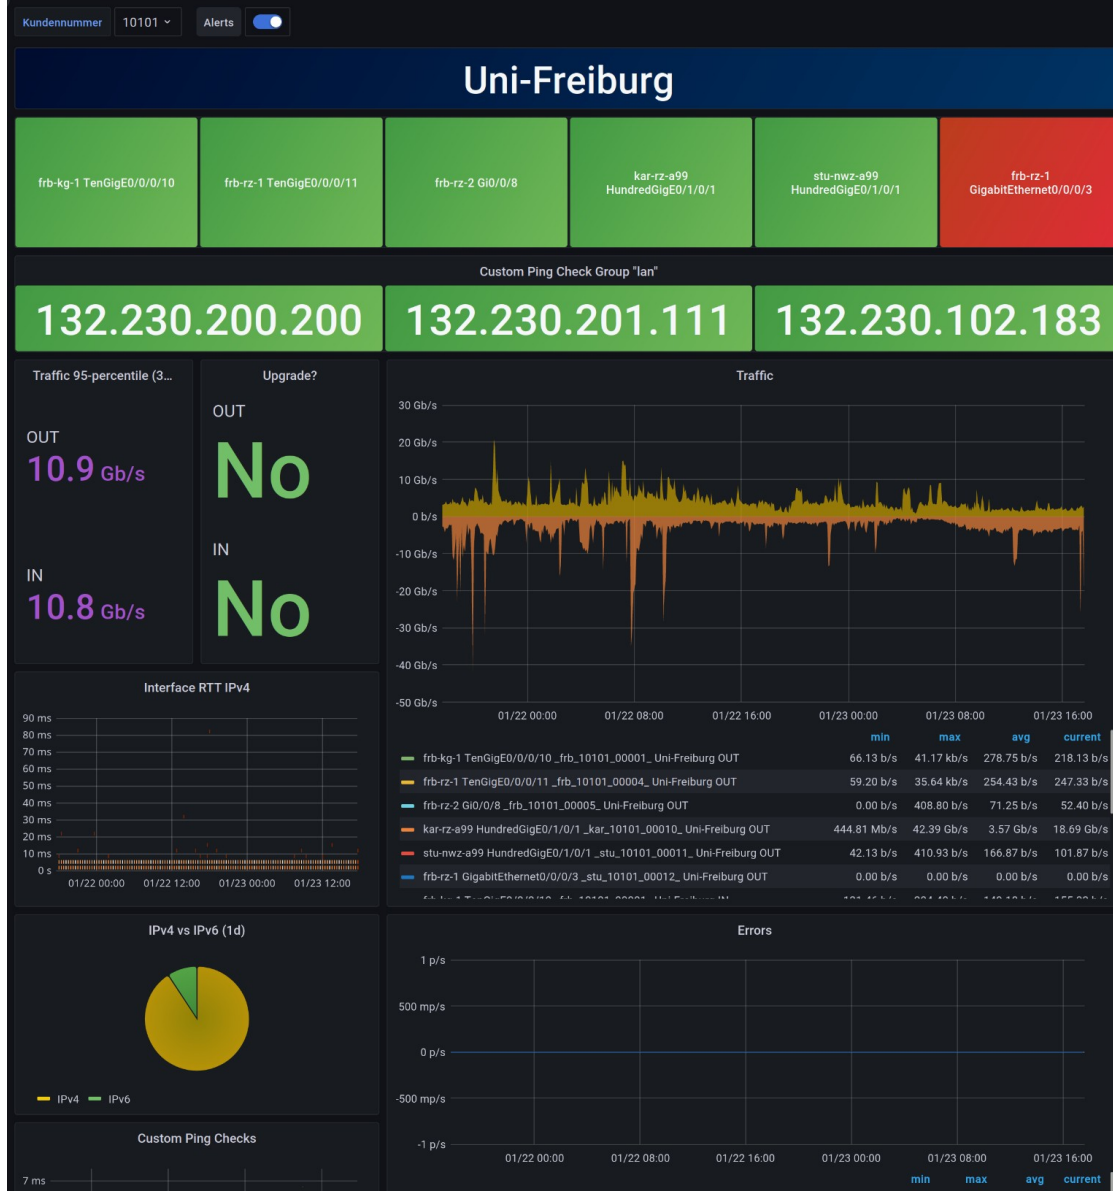 Kundennummer 10101 Alerts
Uni-Freiburg
frb-kg-1 TenGigE0/0/0/10
frb-rz-1 TenGigE0/0/0/11
frb-rz-2 Gi0/0/8
kar-rz-a99
HundredGigE0/1/0/1
stu-nwz-a99
HundredGigE0/1/0/1
frb-rz-1
GigabitEthernet0/0/0/3
Custom Ping Check Group "lan"
132.230.200.200 132.230.201.111 132.230.102.183
Traffic 95-percentile (3...
OUT
10.9 Gb/s
IN
10.8 Gb/s
Upgrade?
OUT
No
IN
No
Traffic
30 Gb/s
20 Gb/s
10 Gb/s
0 b/s
-10 Gb/s
-20 Gb/s
-30 Gb/s
-40 Gb/s
-50 Gb/s
01/22 00:00 01/22 08:00 01/22 16:00 01/23 00:00 01/23 08:00 01/23 16:00
min max avg current
frb-kg-1 TenGigE0/0/0/10 _frb_10101_00001_ Uni-Freiburg OUT 66.13 b/s 41.17 kb/s 278.75 b/s 218.13 b/s
frb-rz-1 TenGigE0/0/0/11 _frb_10101_00004_ Uni-Freiburg OUT 59.20 b/s 35.64 kb/s 254.43 b/s 247.33 b/s
frb-rz-2 Gi0/0/8 _frb_10101_00005_ Uni-Freiburg OUT 0.00 b/s 408.80 b/s 71.25 b/s 52.40 b/s
kar-rz-a99 HundredGigE0/1/0/1 _kar_10101_00010_ Uni-Freiburg OUT 444.81 Mb/s 42.39 Gb/s 3.57 Gb/s 18.69 Gb/s
stu-nwz-a99 HundredGigE0/1/0/1 _stu_10101_00011_ Uni-Freiburg OUT 42.13 b/s 410.93 b/s 166.87 b/s 101.87 b/s
frb-rz-1 GigabitEthernet0/0/0/3 _stu_10101_00012_ Uni-Freiburg OUT 0.00 b/s 0.00 b/s 0.00 b/s 0.00 b/s
Interface RTT IPv4
90 ms
80 ms
70 ms
60 ms
50 ms
40 ms
30 ms
20 ms
10 ms
0 s
01/22 00:00 01/22 12:00 01/23 00:00 01/23 12:00
IPv4 vs IPv6 (1d)
IPv4 IPv6
Errors
1 p/s
500 mp/s
0 p/s
-500 mp/s
-1 p/s
01/22 00:00 01/22 08:00 01/22 16:00 01/23 00:00 01/23 08:00 01/23 16:00
min max avg current
Custom Ping Checks
7 ms